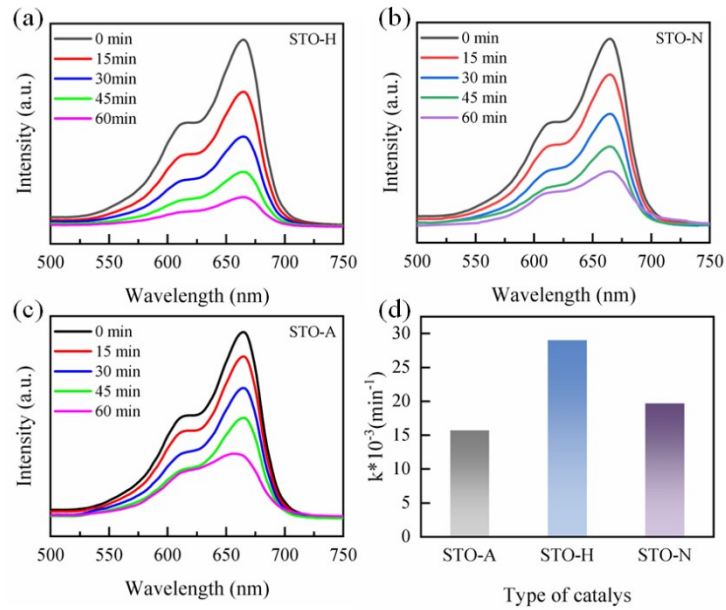 (a)
0 min
15min
30min
45min
60min
STO-H
Intensity (a.u.)
500 550 600 650 700 750
Wavelength (nm)
(b)
0 min
15 min
30 min
45 min
60 min
STO-N
Intensity (a.u.)
500 550 600 650 700 750
Wavelength (nm)
(c)
0 min
15 min
30 min
45 min
60 min
STO-A
Intensity (a.u.)
500 550 600 650 700 750
Wavelength (nm)
(d)
k*10⁻³(min⁻¹)
30
25
20
15
10
5
0
STO-A STO-H STO-N
Type of catalys